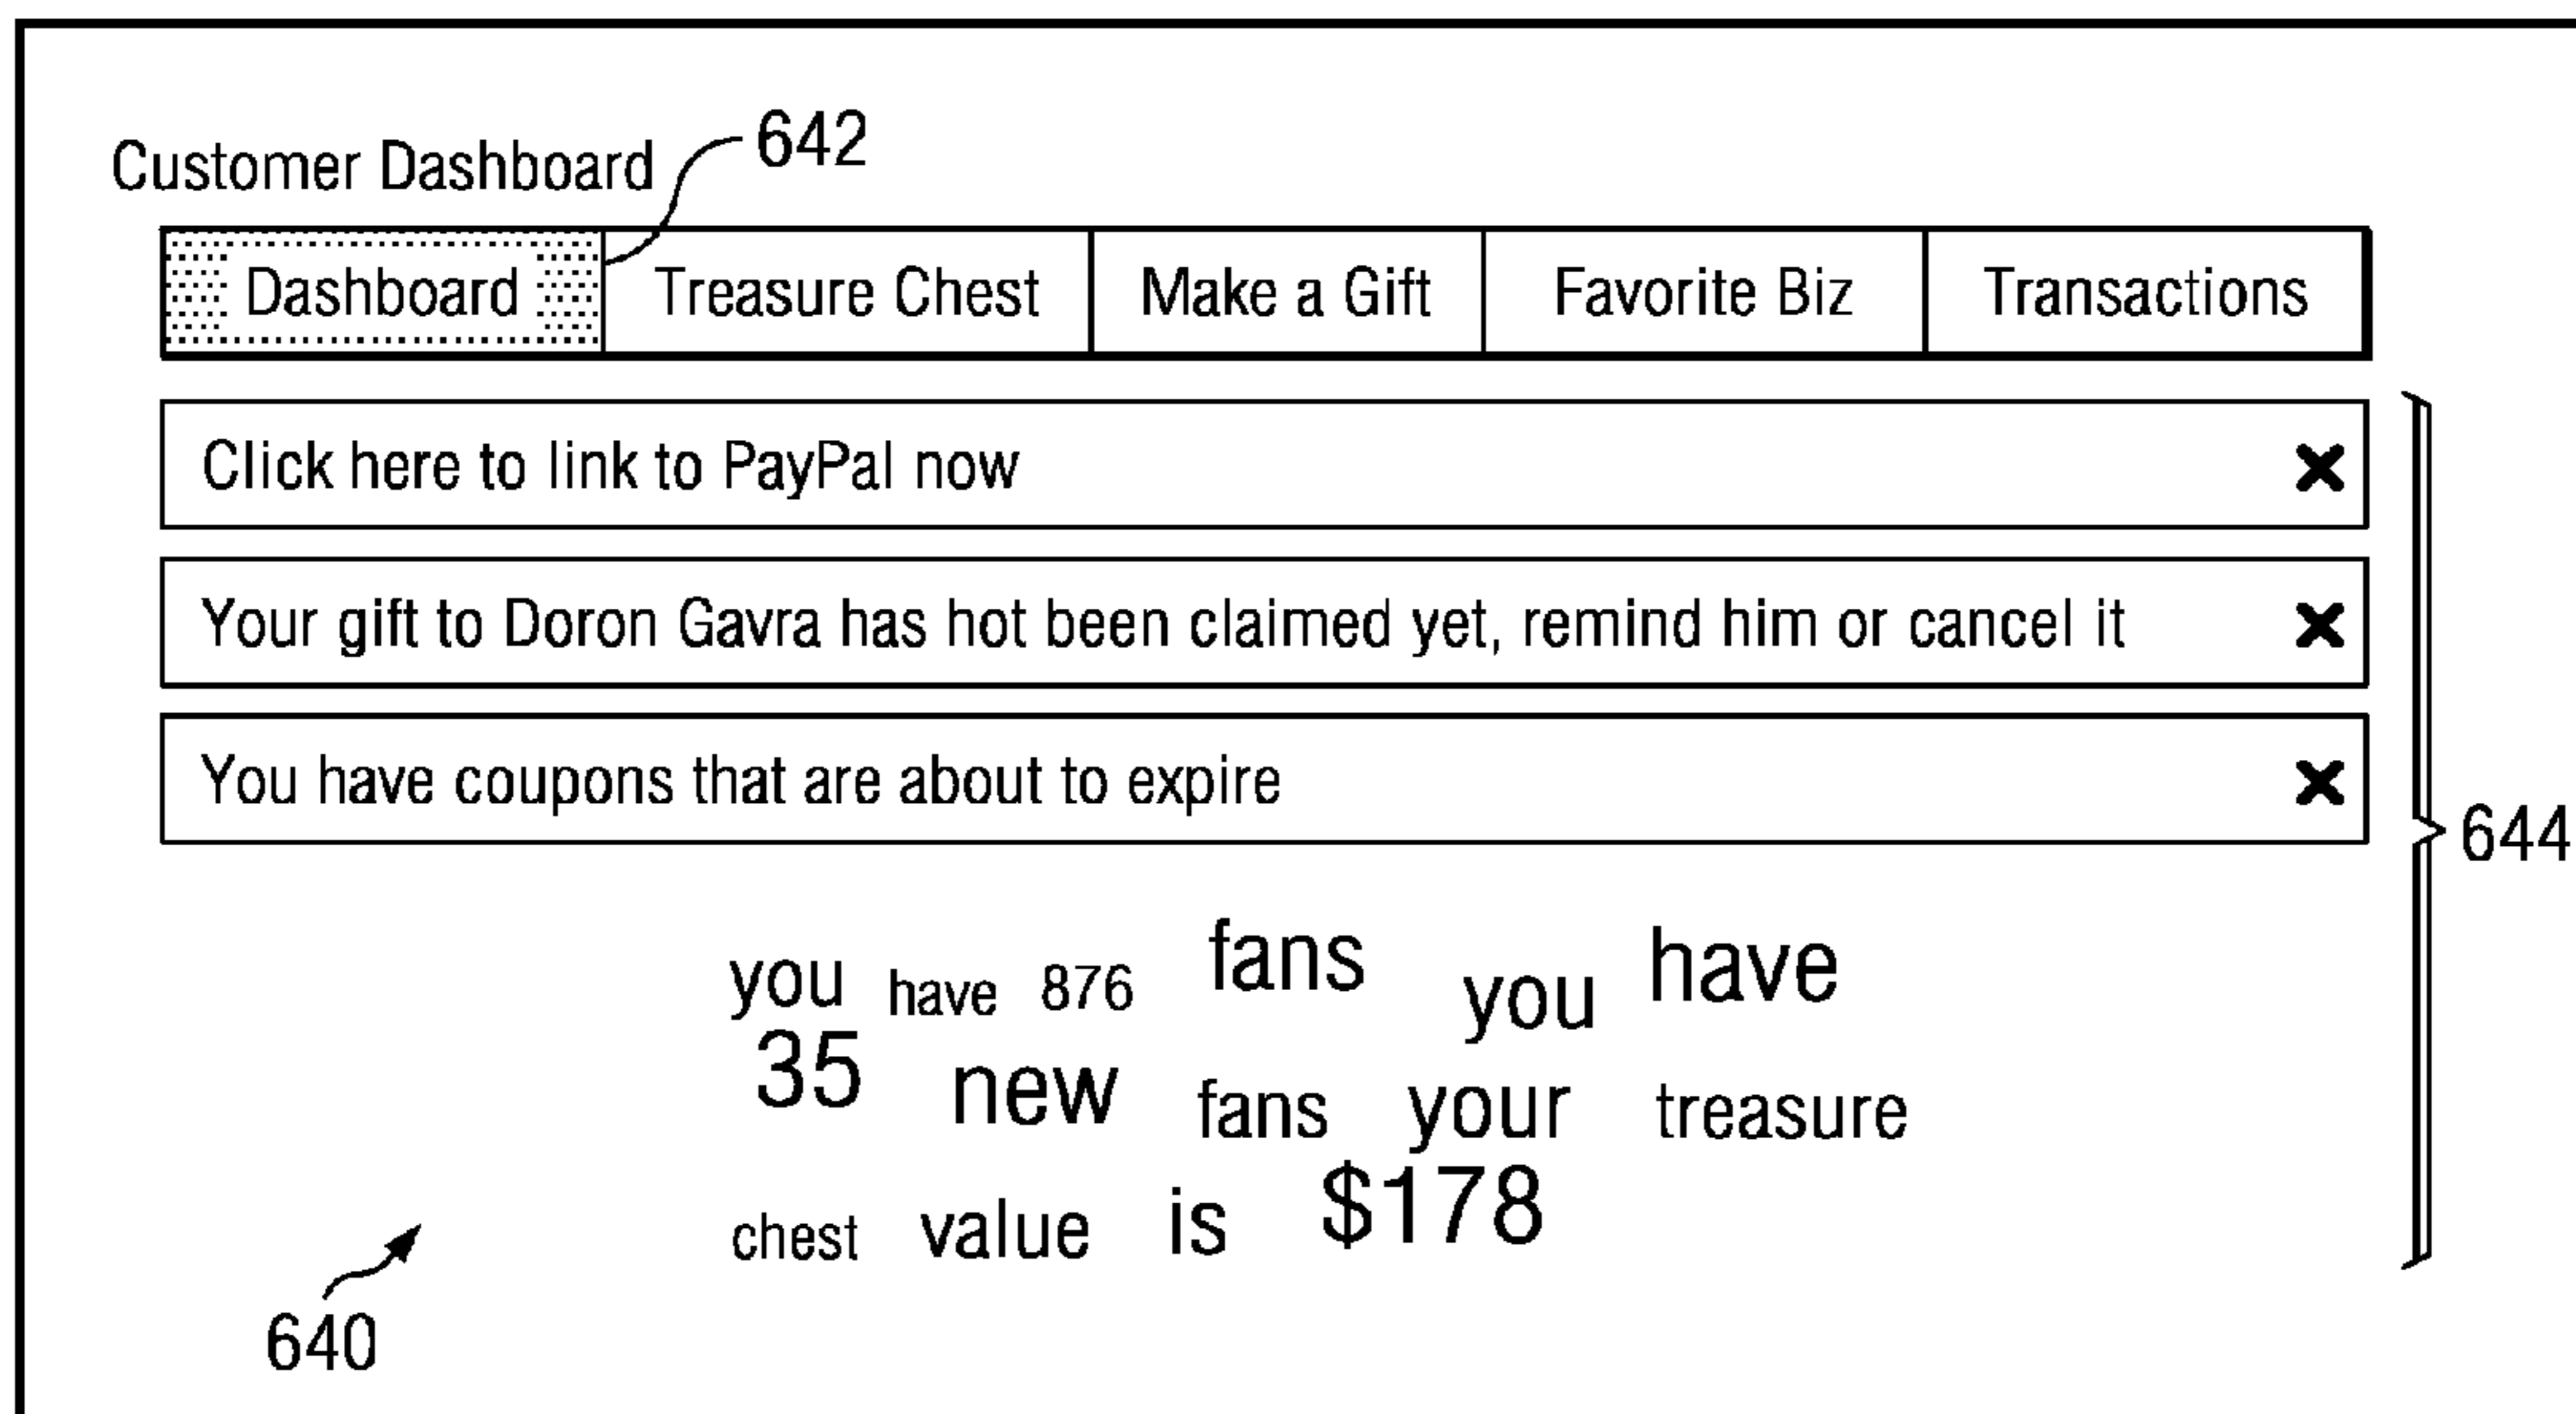 642
Customer Dashboard
Dashboard Treasure Chest Make a Gift Favorite Biz Transactions
Click here to link to PayPal now
Your gift to Doron Gavra has hot been claimed yet, remind him or cancel it
You have coupons that are about to expire
644
you have 876 fans you have
35 new fans your treasure
chest value is $178
640